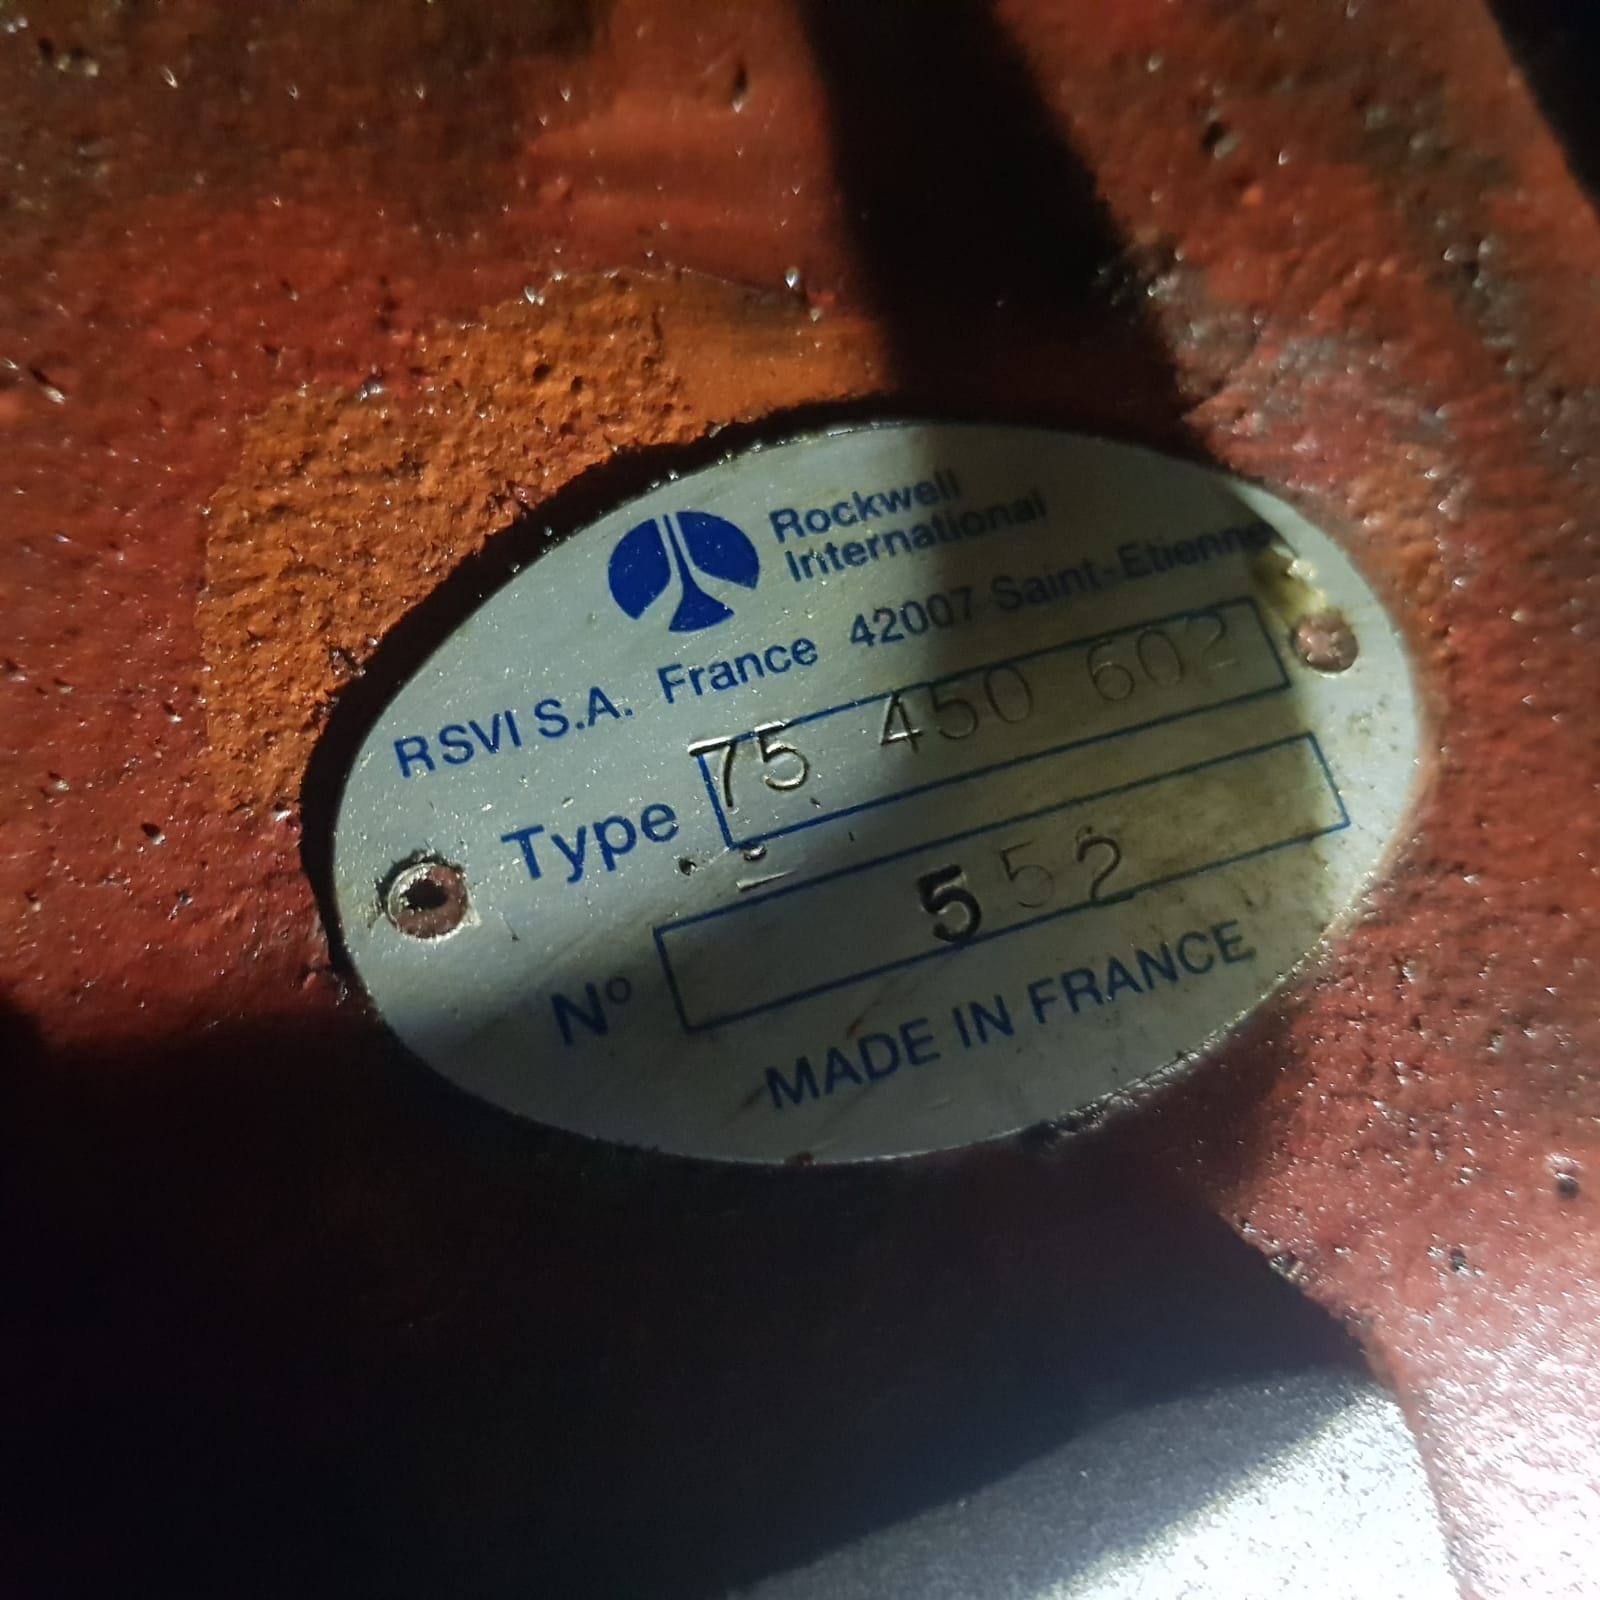 Rockwell
International
RSVI S.A. France 42007 Saint-Etienne
Type 75 450 602
N° 552
MADE IN FRANCE